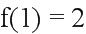 f(1) = 2